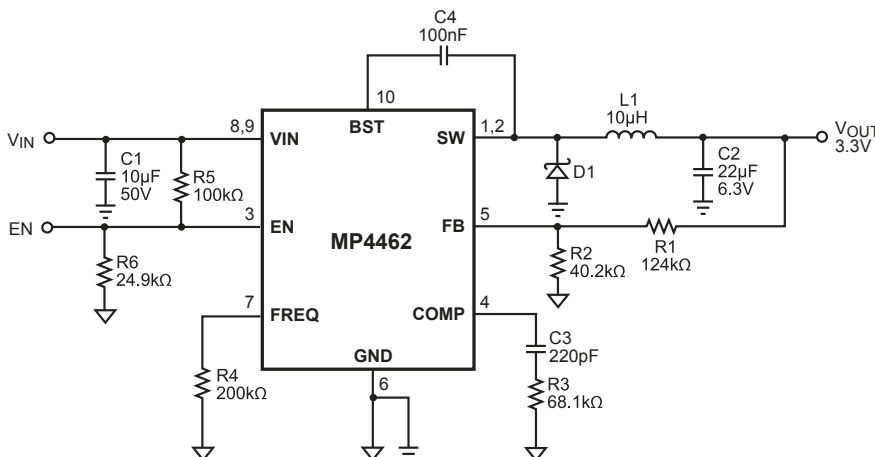 C4
100nF
10
BST
V_IN
8,9
VIN
SW
1,2
L1
10µH
V_OUT
3.3V
C1
10µF
50V
R5
100kΩ
D1
C2
22µF
6.3V
EN
3
EN
MP4462
FB
5
R1
124kΩ
R6
24.9kΩ
R2
40.2kΩ
7
FREQ
COMP
4
C3
220pF
GND
6
R4
200kΩ
R3
68.1kΩ